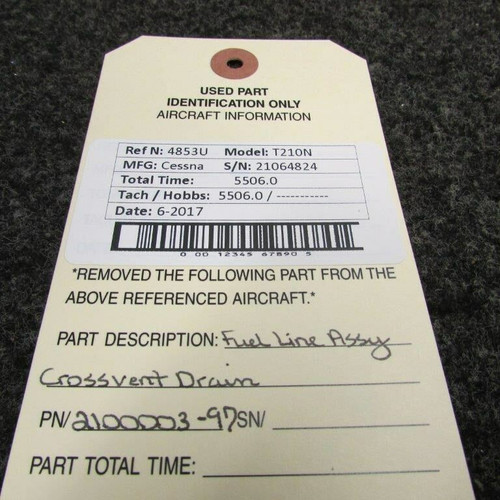 USED PART
IDENTIFICATION ONLY
AIRCRAFT INFORMATION
Ref N: 4853U Model: T210N
MFG: Cessna S/N: 21064824
Total Time: 5506.0
Tach / Hobbs: 5506.0 / -----------
Date: 6-2017
0 00 12345 67890 5
*REMOVED THE FOLLOWING PART FROM THE
ABOVE REFERENCED AIRCRAFT.*
PART DESCRIPTION: Fuel Line Assy
Crossvent Drain
PN/ 2100003-97 SN/
PART TOTAL TIME: